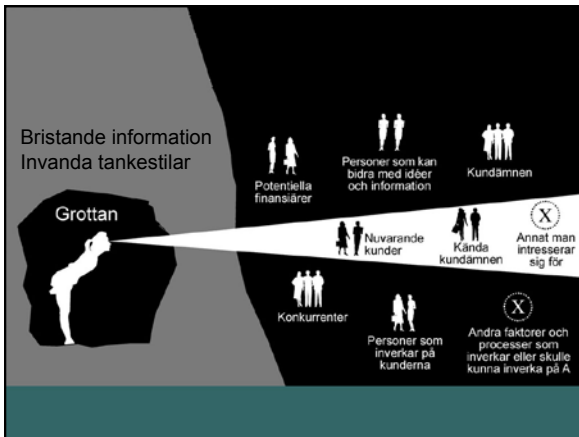 Bristande information
Invanda tankestilar
Grottan
Potentiella
finansiärer
Personer som kan
bidra med idéer
och information
Kundämnen
Nuvarande
kunder
Kända
kundämnen
X
Annat man
intresserar
sig för
Konkurrenter
Personer som
inverkar på
kunderna
X
Andra faktorer och
processer som
inverkar eller skulle
kunna inverka på A